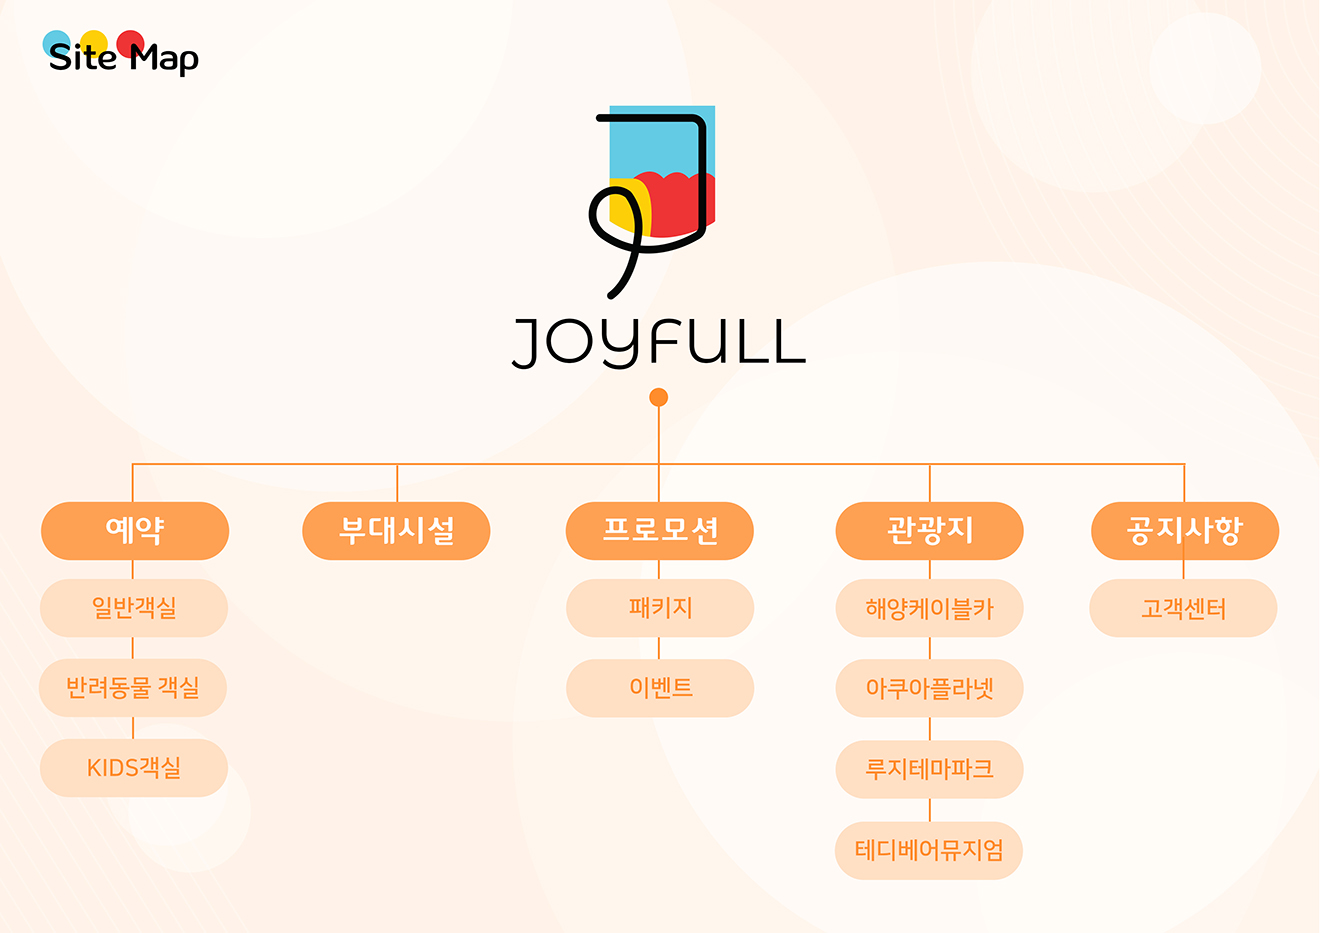 Site Map
JOYFULL
예약
부대시설
프로모션
관광지
공지사항
일반객실
패키지
해양케이블카
고객센터
반려동물 객실
이벤트
아쿠아플라넷
KIDS객실
루지테마파크
테디베어뮤지엄